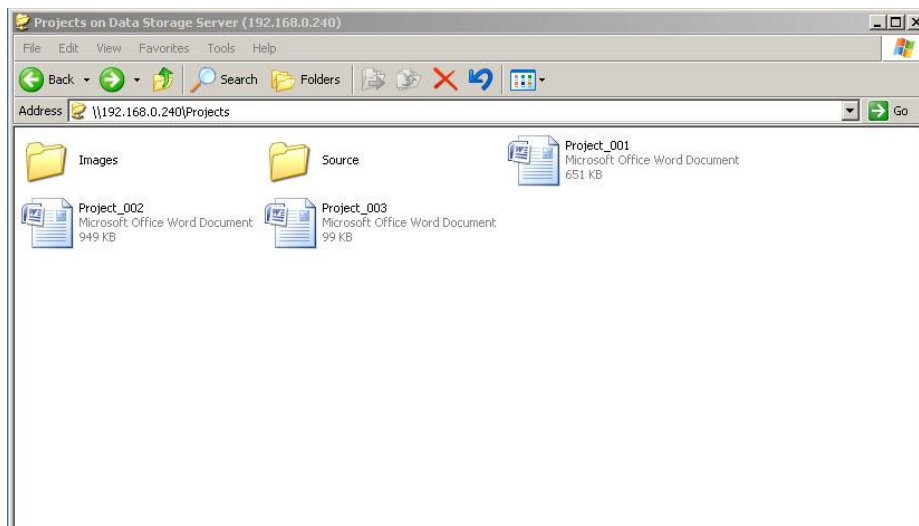 Projects on Data Storage Server (192.168.0.240)
File Edit View Favorites Tools Help
Back Search Folders
Address \\192.168.0.240\Projects Go
Images
Source
Project_001
Microsoft Office Word Document
651 KB
Project_002
Microsoft Office Word Document
949 KB
Project_003
Microsoft Office Word Document
99 KB